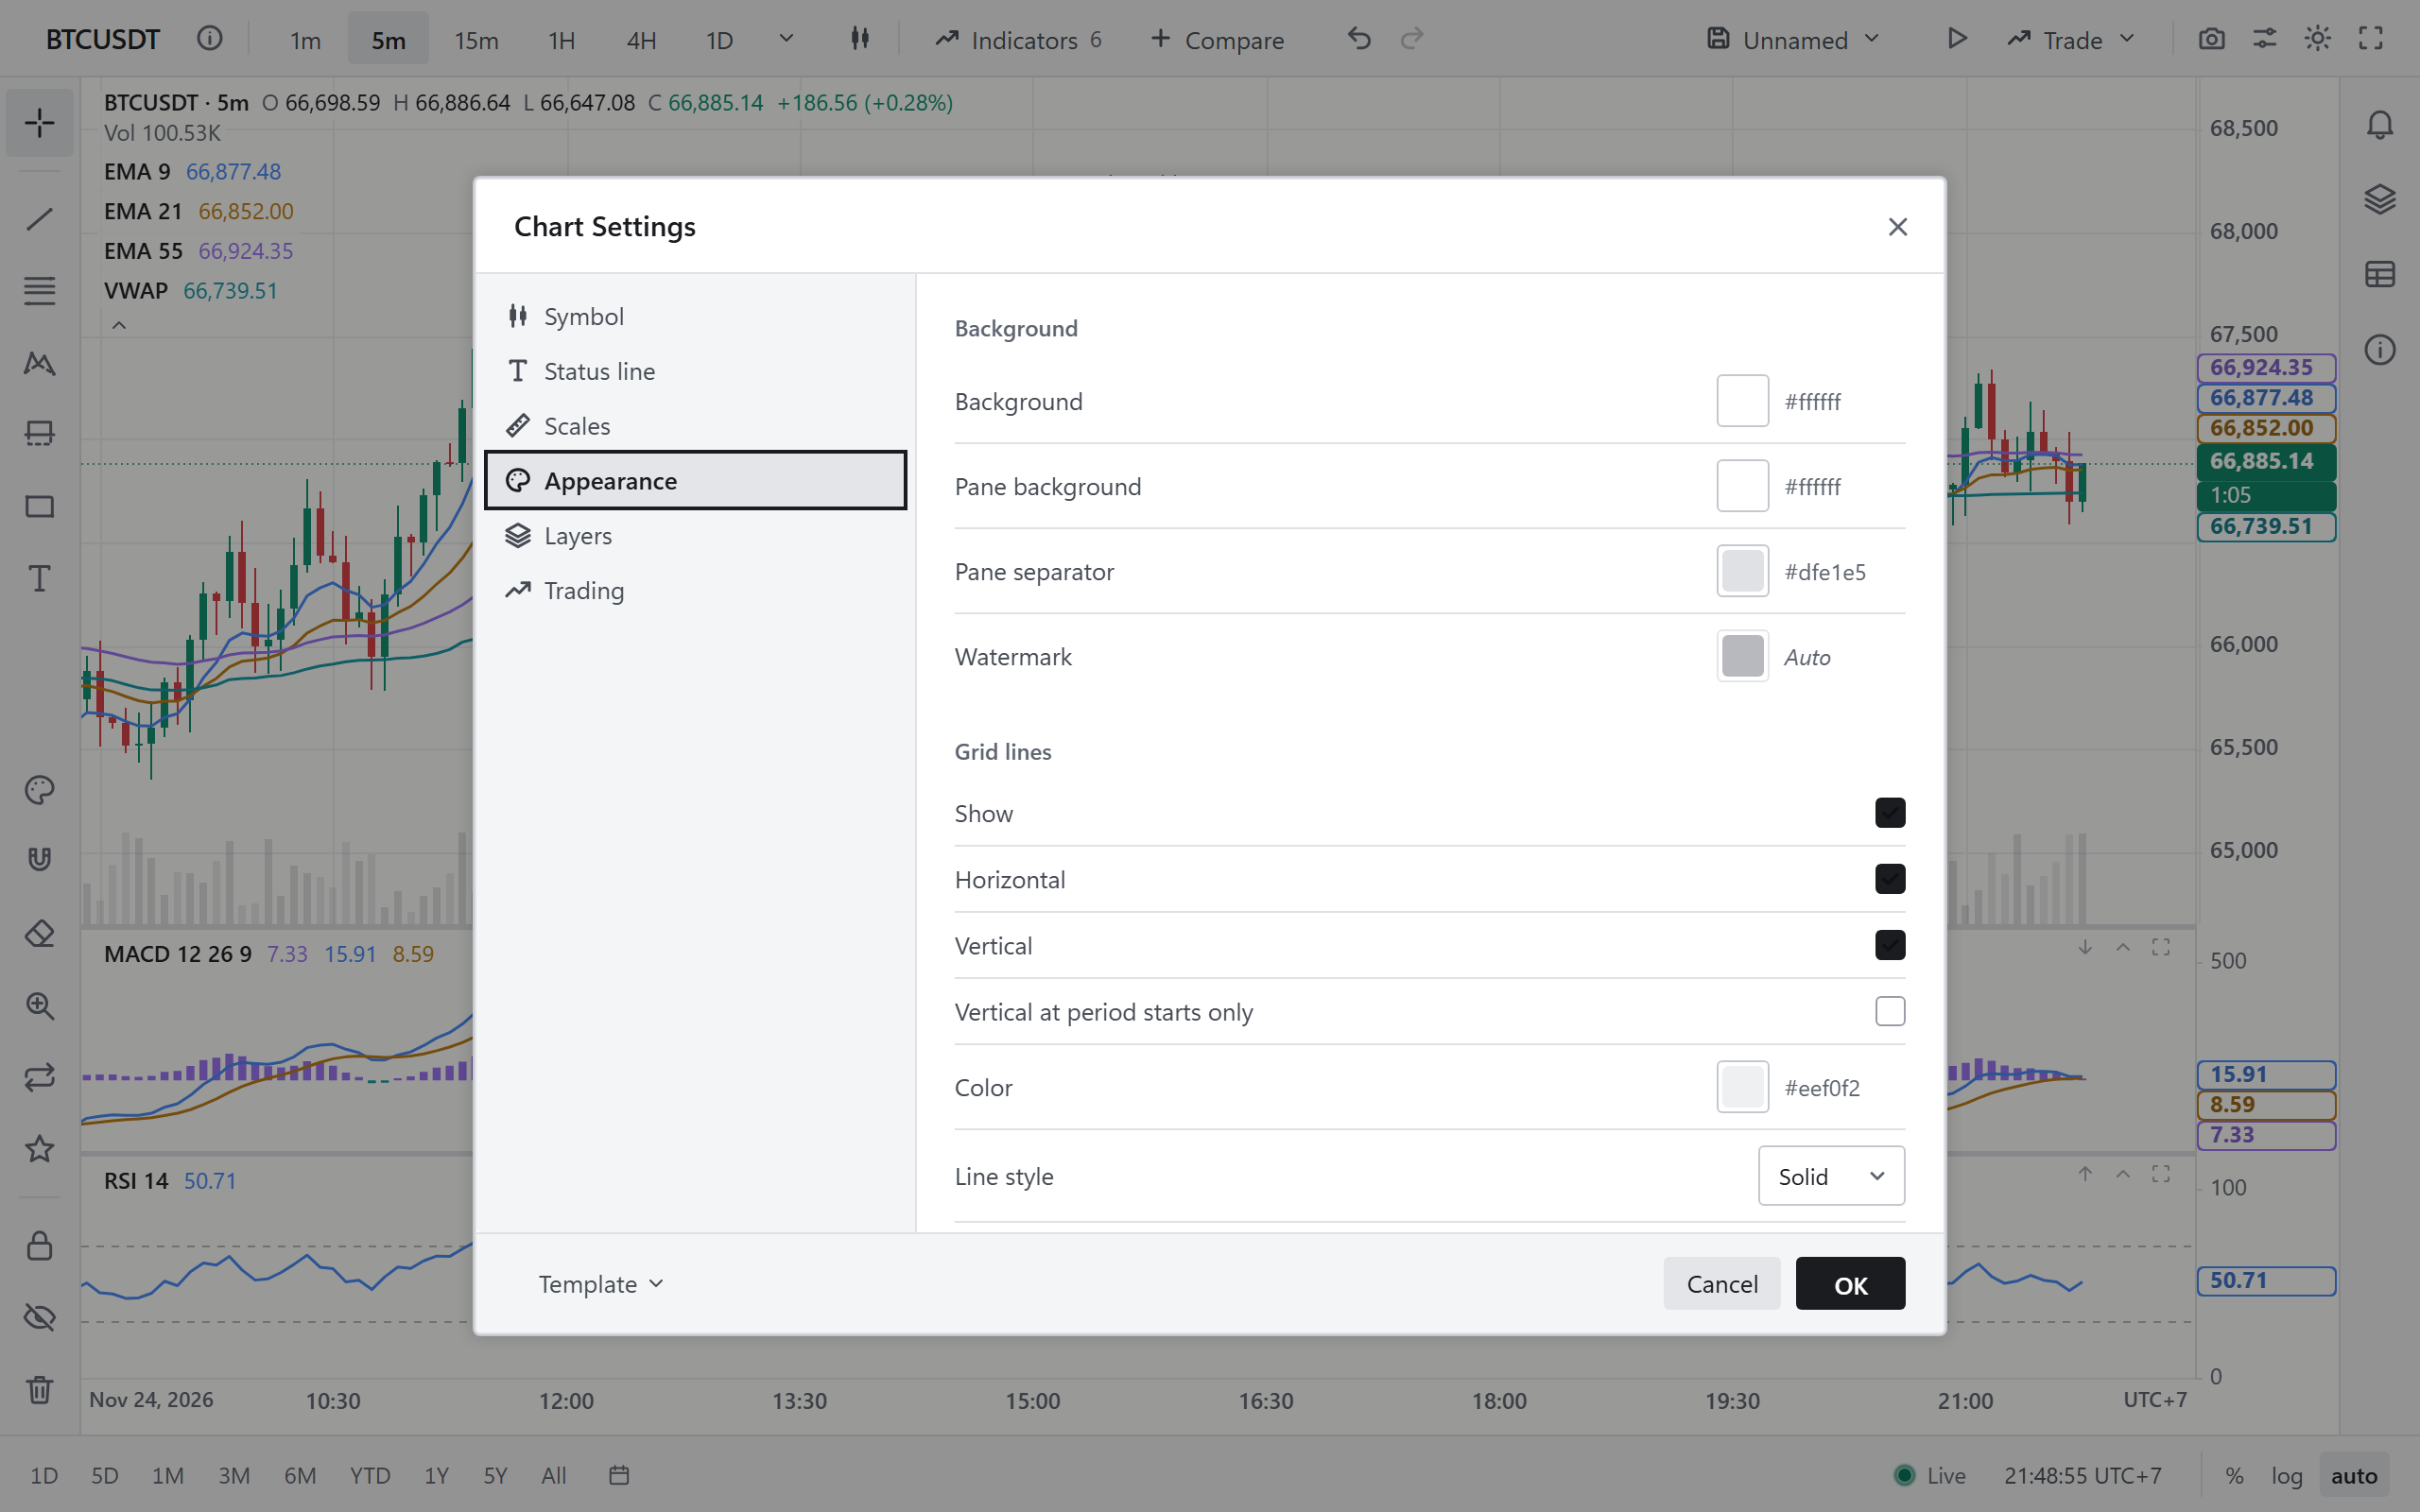 BTCUSDT 1m 5m 15m 1H 4H 1D Indicators 6 Compare Unnamed Trade
BTCUSDT · 5m O 66,698.59 H 66,886.64 L 66,647.08 C 66,885.14 +186.56 (+0.28%)
Vol 100.53K
EMA 9 66,877.48
EMA 21 66,852.00
EMA 55 66,924.35
VWAP 66,739.51
Chart Settings
Symbol
Status line
Scales
Appearance
Layers
Trading
Background
Background #ffffff
Pane background #ffffff
Pane separator #dfe1e5
Watermark Auto
Grid lines
Show
Horizontal
Vertical
Vertical at period starts only
Color #eef0f2
Line style Solid
Template Cancel OK
68,500
68,000
67,500
66,924.35
66,877.48
66,852.00
66,885.14
1:05
66,739.51
66,000
65,500
65,000
MACD 12 26 9 7.33 15.91 8.59
500
15.91
8.59
7.33
RSI 14 50.71
100
50.71
0
Nov 24, 2026 10:30 12:00 13:30 15:00 16:30 18:00 19:30 21:00 UTC+7
1D 5D 1M 3M 6M YTD 1Y 5Y All Live 21:48:55 UTC+7 % log auto